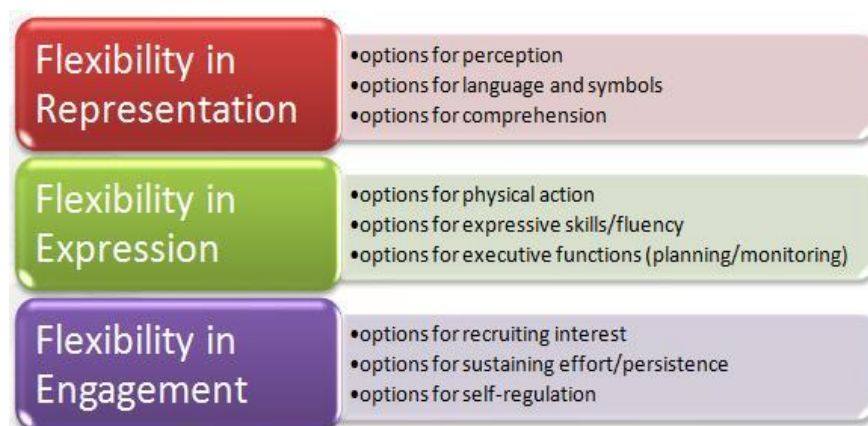 Flexibility in
Representation
•options for perception
•options for language and symbols
•options for comprehension
Flexibility in
Expression
•options for physical action
•options for expressive skills/fluency
•options for executive functions (planning/monitoring)
Flexibility in
Engagement
•options for recruiting interest
•options for sustaining effort/persistence
•options for self-regulation